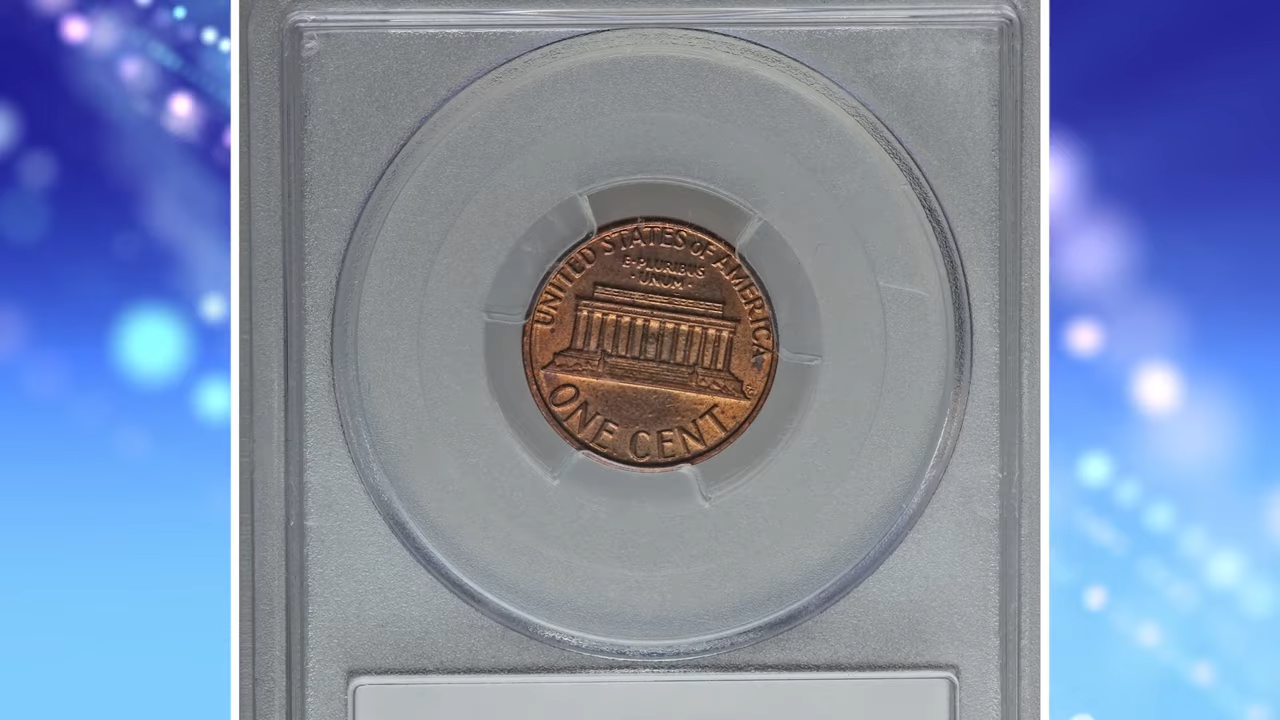 UNITED STATES OF AMERICA
E·PLURIBUS
·UNUM·
ONE CENT